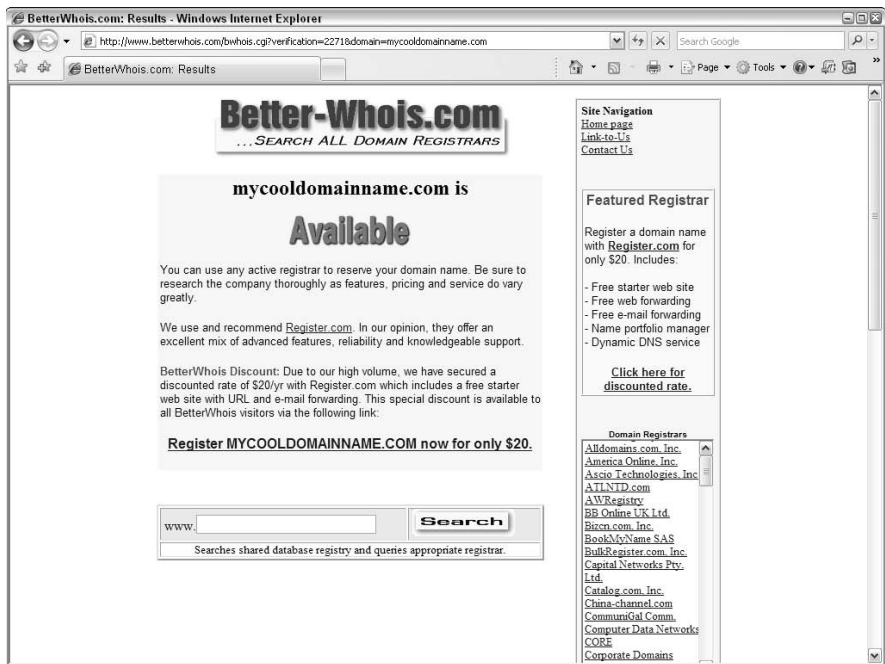 BetterWhois.com: Results - Windows Internet Explorer
http://www.betterwhois.com/bwhois.cgi?verification=2271&domain=mycooldomainname.com
Search Google
BetterWhois.com: Results
Page
Tools
Better-Whois.com
...SEARCH ALL DOMAIN REGISTRARS
mycooldomainname.com is
Available
You can use any active registrar to reserve your domain name. Be sure to
research the company thoroughly as features, pricing and service do vary
greatly.
We use and recommend Register.com. In our opinion, they offer an
excellent mix of advanced features, reliability and knowledgeable support.
BetterWhois Discount: Due to our high volume, we have secured a
discounted rate of $20/yr with Register.com which includes a free starter
web site with URL and e-mail forwarding. This special discount is available to
all BetterWhois visitors via the following link:
Register MYCOOLDOMAINNAME.COM now for only $20.
www.
Search
Searches shared database registry and queries appropriate registrar.
Site Navigation
Home page
Link-to-Us
Contact Us
Featured Registrar
Register a domain name
with Register.com for
only $20. Includes:
- Free starter web site
- Free web forwarding
- Free e-mail forwarding
- Name portfolio manager
- Dynamic DNS service
Click here for
discounted rate.
Domain Registrars
Alldomains.com, Inc.
America Online, Inc.
Ascio Technologies, Inc
ATLNTD.com
AWRegistry
BB Online UK Ltd.
Bizcn.com, Inc.
BookMyName SAS
BulkRegister.com, Inc.
Capital Networks Pty.
Ltd.
Catalog.com, Inc.
China-channel.com
CommuniGal Comm.
Computer Data Networks
CORE
Corporate Domains